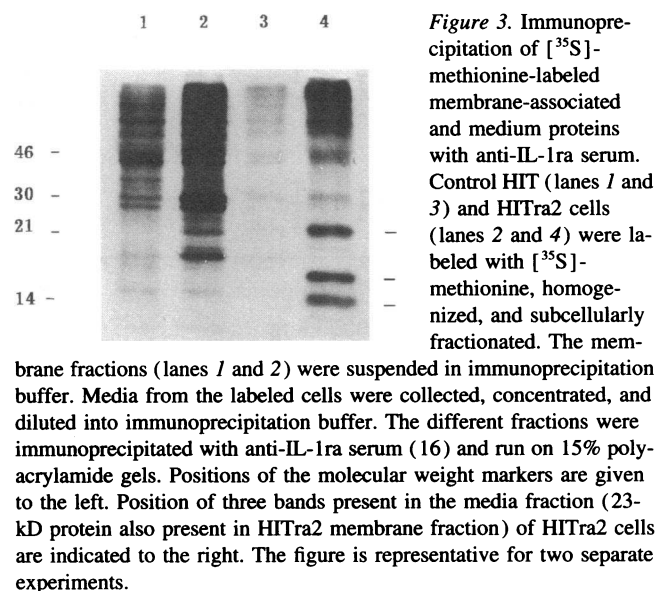 1 2 3 4
46 –
30 –
21 –
14 –
Figure 3. Immunopre-
cipitation of [35S]-
methionine-labeled
membrane-associated
and medium proteins
with anti-IL-1ra serum.
Control HIT (lanes 1 and
3) and HITra2 cells
(lanes 2 and 4) were la-
beled with [35S]-
methionine, homoge-
nized, and subcellularly
fractionated. The mem-
brane fractions (lanes 1 and 2) were suspended in immunoprecipitation
buffer. Media from the labeled cells were collected, concentrated, and
diluted into immunoprecipitation buffer. The different fractions were
immunoprecipitated with anti-IL-1ra serum (16) and run on 15% poly-
acrylamide gels. Positions of the molecular weight markers are given
to the left. Position of three bands present in the media fraction (23-
kD protein also present in HITra2 membrane fraction) of HITra2 cells
are indicated to the right. The figure is representative for two separate
experiments.